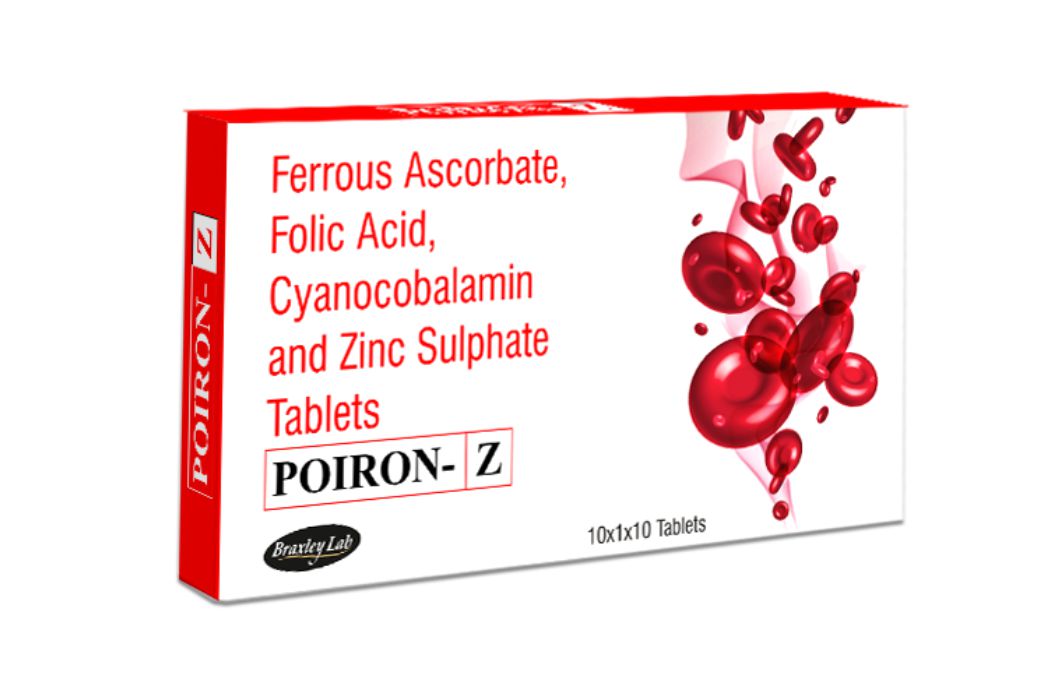 Ferrous Ascorbate,
Folic Acid,
Cyanocobalamin
and Zinc Sulphate
Tablets
POIRON- Z
Braxley Lab
10x1x10 Tablets
POIRON- Z